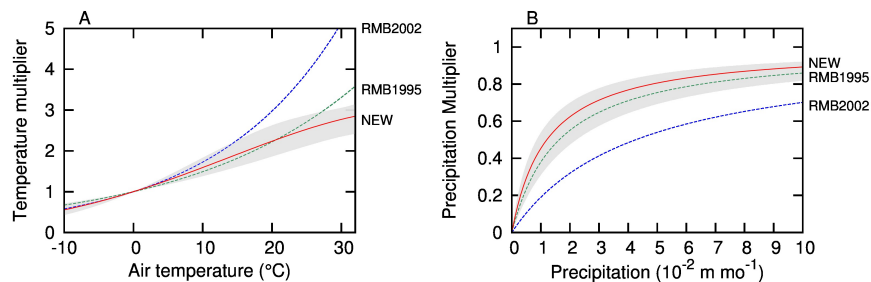 A
Temperature multiplier
5
4
3
2
1
0
-10
0
10
20
30
Air temperature (°C)
RMB2002
RMB1995
NEW
B
Precipitation Multiplier
1
0.8
0.6
0.4
0.2
0
0
1
2
3
4
5
6
7
8
9
10
Precipitation (10⁻² m mo⁻¹)
NEW
RMB1995
RMB2002